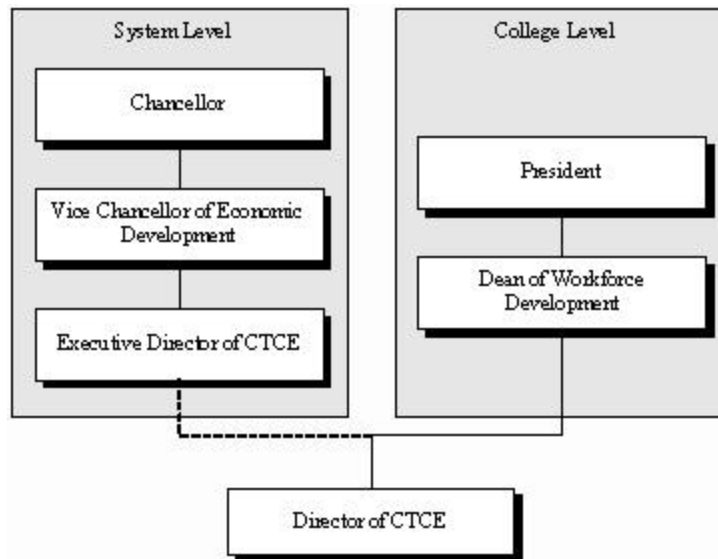 System Level
Chancellor
Vice Chancellor of Economic
Development
Executive Director of CTCE
College Level
President
Dean of Workforce
Development
Director of CTCE